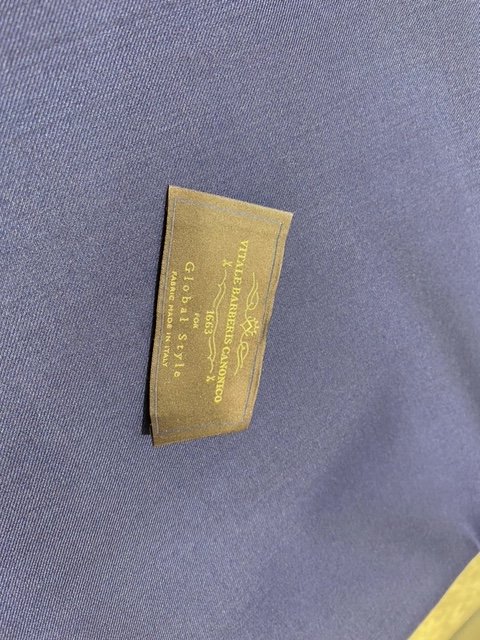 VITALE BARBERIS CANONICO
1663
FOR
Global Style
FABRIC MADE IN ITALY